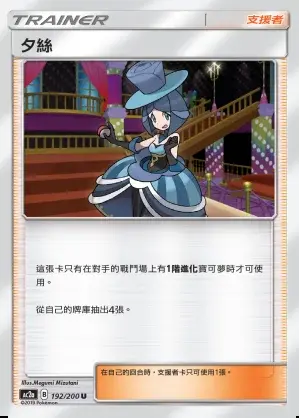 TRAINER
支援者
夕絲
這張卡只有在對手的戰鬥場上有1階進化寶可夢時才可使
用。
從自己的牌庫抽出4張。
Illus.Megumi Mizutani
AC2a B 192/200 U
©2019 Pokémon
在自己的回合時，支援者卡只可使用1張。